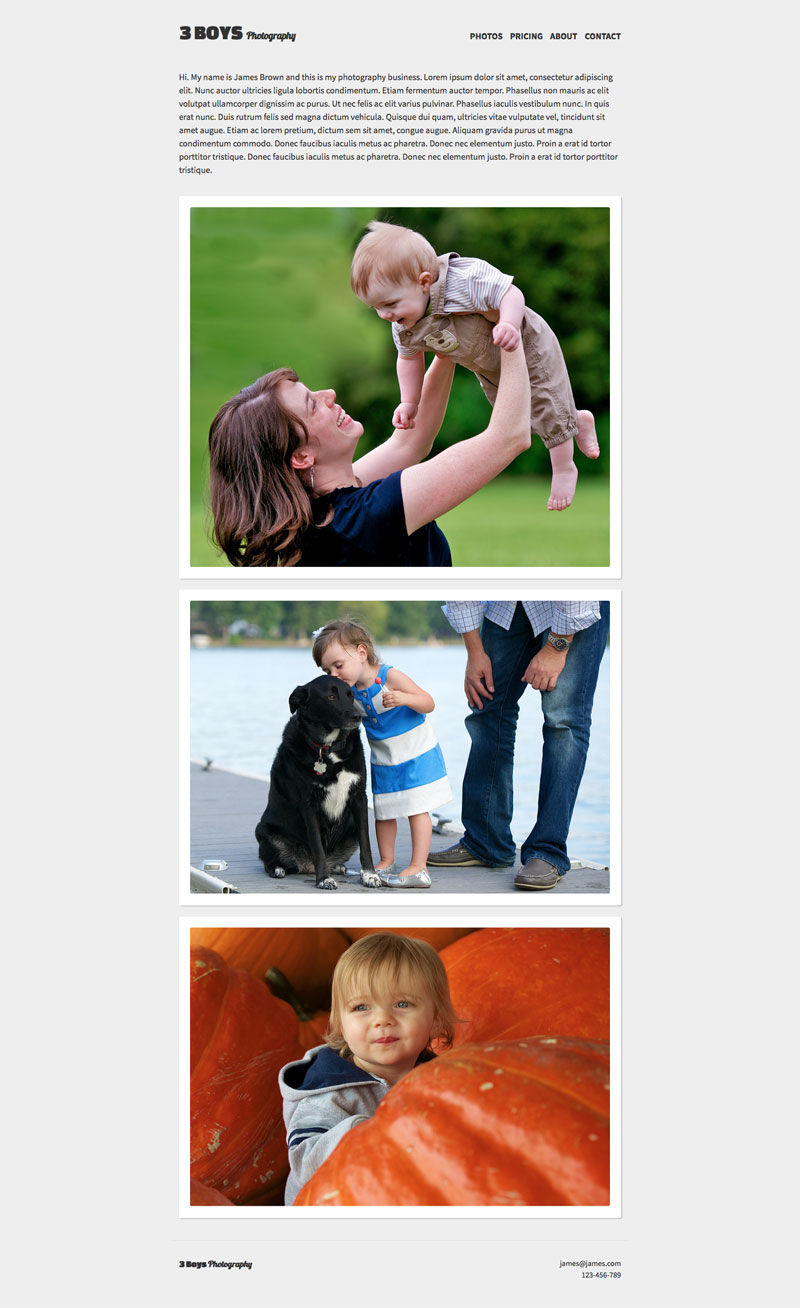 3 BOYS Photography
PHOTOS PRICING ABOUT CONTACT
Hi. My name is James Brown and this is my photography business. Lorem ipsum dolor sit amet, consectetur adipiscing
elit. Nunc auctor ultricies ligula lobortis condimentum. Etiam fermentum auctor tempor. Phasellus non mauris ac elit
volutpat ullamcorper dignissim ac purus. Ut nec felis ac elit varius pulvinar. Phasellus iaculis vestibulum nunc. In quis
erat nunc. Duis rutrum felis sed magna dictum vehicula. Quisque dui quam, ultricies vitae vulputate vel, tincidunt sit
amet augue. Etiam ac lorem pretium, dictum sem sit amet, congue augue. Aliquam gravida purus ut magna
condimentum commodo. Donec faucibus iaculis metus ac pharetra. Donec nec elementum justo. Proin a erat id tortor
porttitor tristique. Donec faucibus iaculis metus ac pharetra. Donec nec elementum justo. Proin a erat id tortor porttitor
tristique.
3 Boys Photography
james@james.com
123-456-789